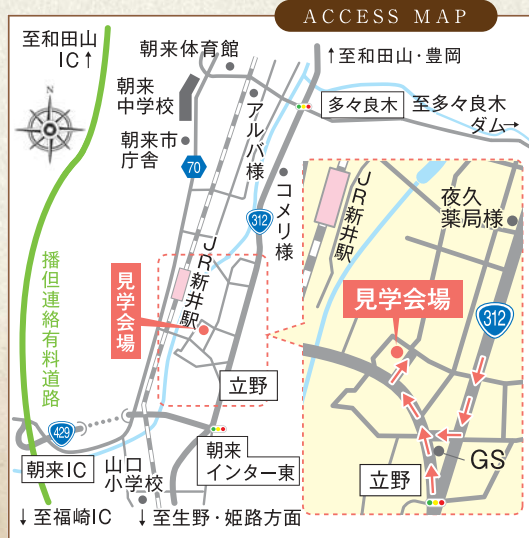 ACCESS MAP
至和田山
IC↑
朝来体育館
↑至和田山・豊岡
朝来
中学校
アルバ様
多々良木
至多々良木
ダム→
朝来市
庁舎
70
コメリ様
312
播但連絡有料道路
JR新井駅
見学会場
立野
429
朝来IC
山口
小学校
朝来
インター東
↓至福崎IC
↓至生野・姫路方面
JR新井駅
夜久
薬局様
見学会場
312
GS
立野